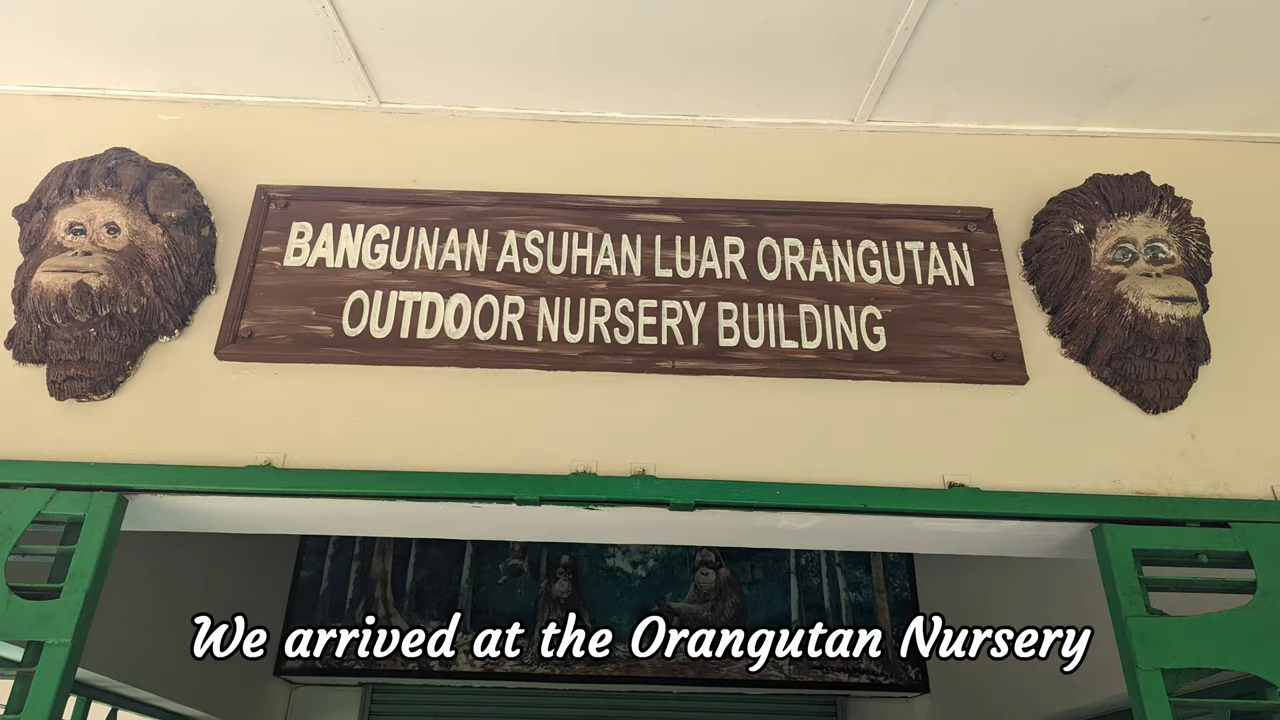 BANGUNAN ASUHAN LUAR ORANGUTAN
OUTDOOR NURSERY BUILDING
We arrived at the Orangutan Nursery